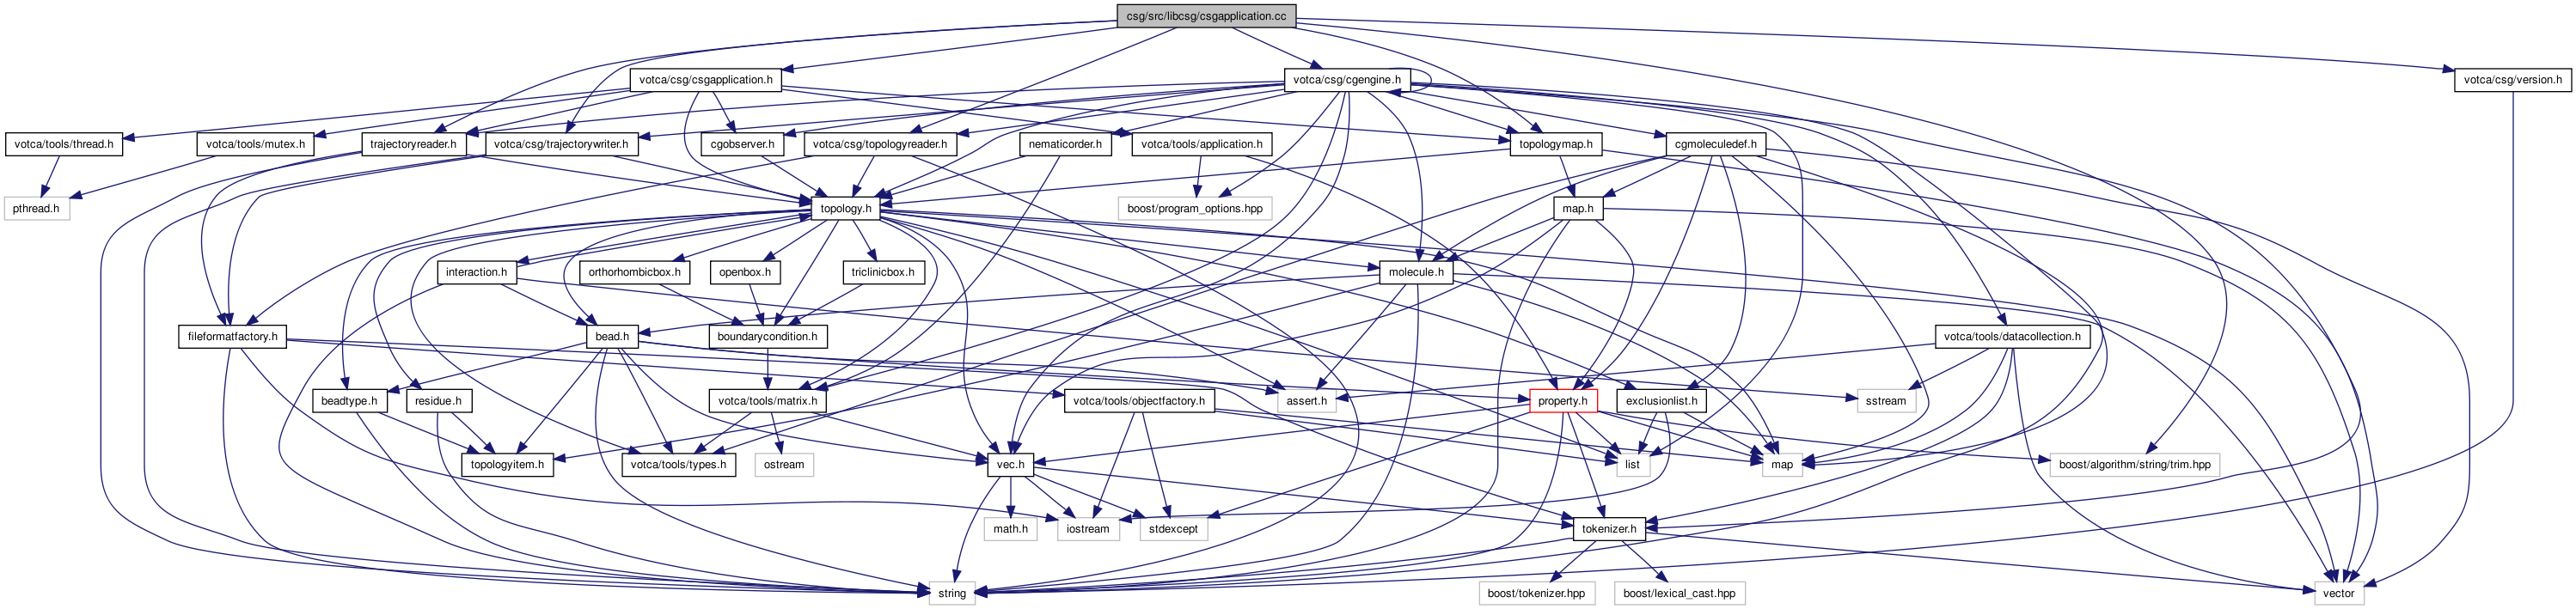 csg/src/libcsg/csgapplication.cc
votca/csg/csgapplication.h
votca/csg/cgengine.h
votca/csg/version.h
votca/tools/thread.h
votca/tools/mutex.h
trajectoryreader.h
votca/csg/trajectorywriter.h
cgobserver.h
votca/csg/topologyreader.h
nematicorder.h
votca/tools/application.h
topologymap.h
cgmoleculedef.h
pthread.h
topology.h
boost/program_options.hpp
map.h
interaction.h
orthorhombicbox.h
openbox.h
triclinicbox.h
molecule.h
fileformatfactory.h
bead.h
boundarycondition.h
votca/tools/datacollection.h
beadtype.h
residue.h
votca/tools/matrix.h
votca/tools/objectfactory.h
assert.h
property.h
exclusionlist.h
sstream
topologyitem.h
votca/tools/types.h
ostream
vec.h
list
map
boost/algorithm/string/trim.hpp
math.h
iostream
stdexcept
tokenizer.h
string
boost/tokenizer.hpp
boost/lexical_cast.hpp
vector